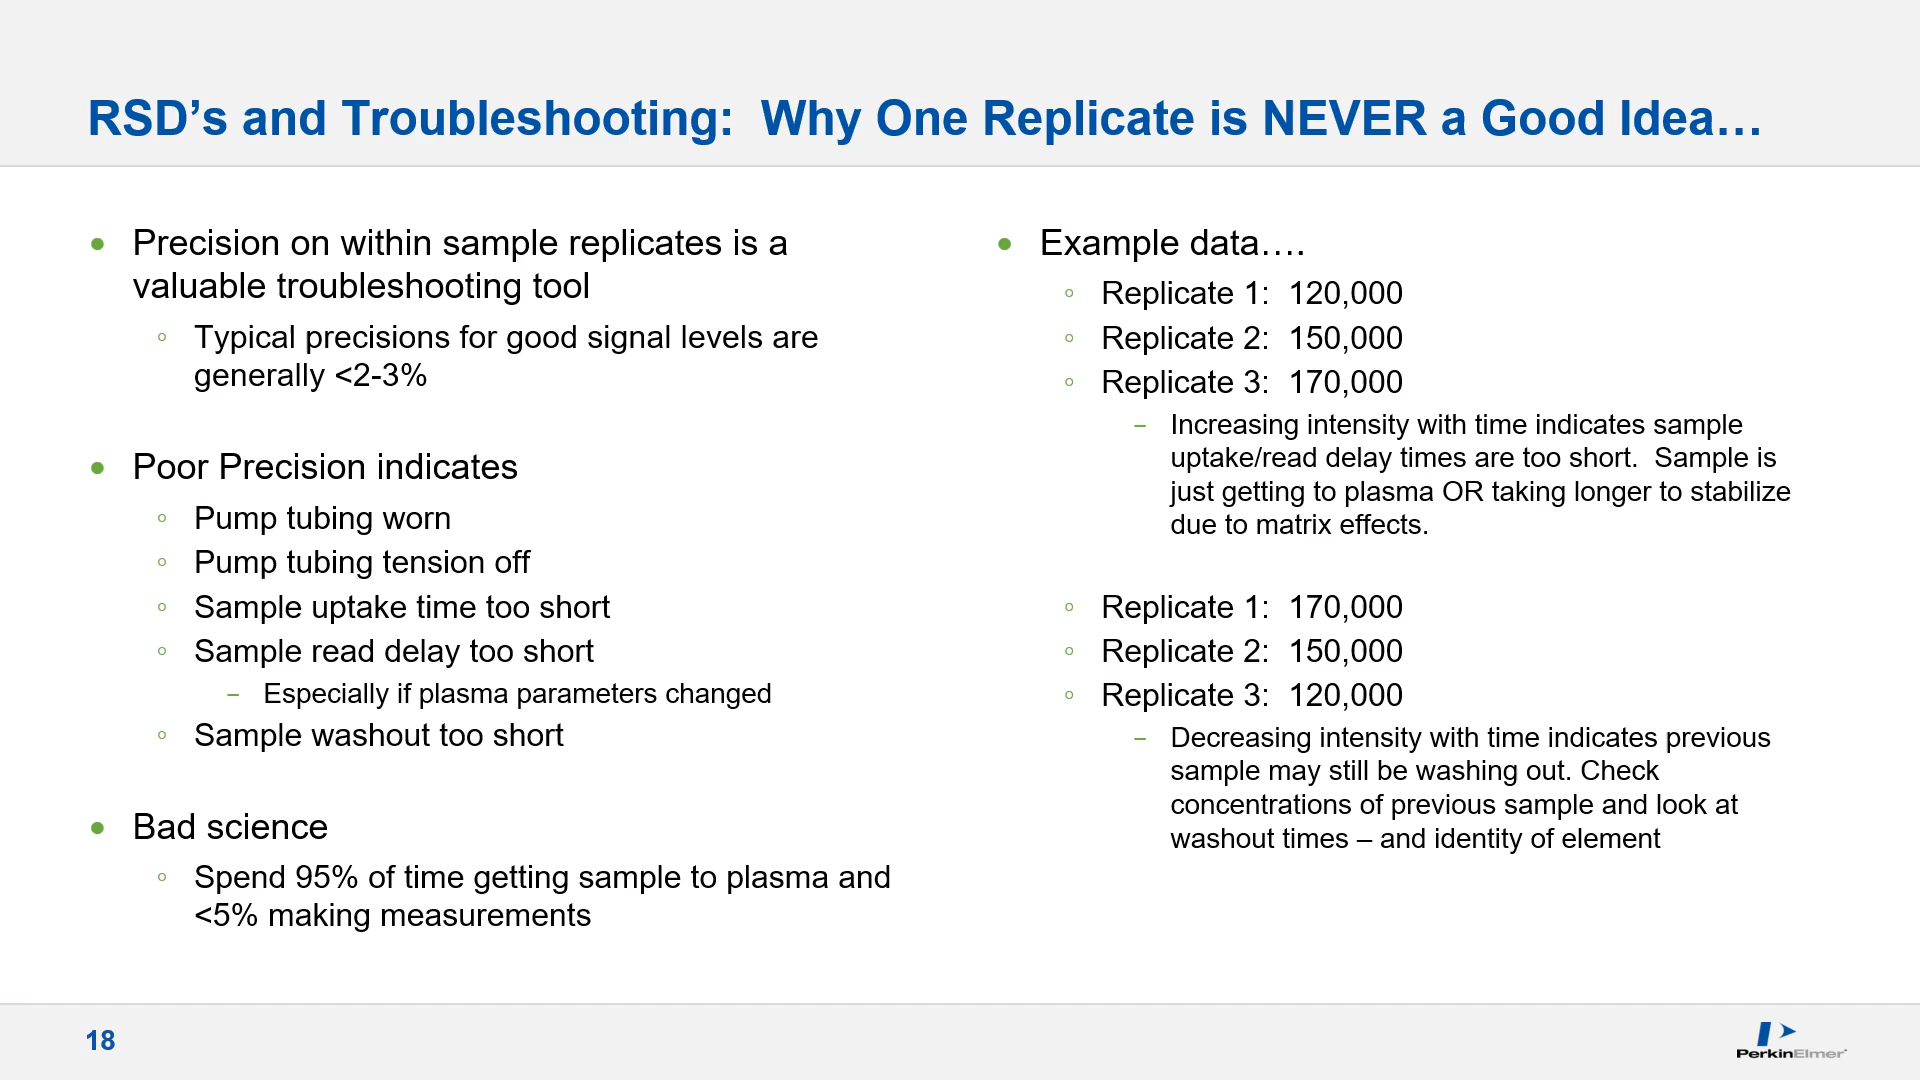 RSD’s and Troubleshooting:  Why One Replicate is NEVER a Good Idea…
Precision on within sample replicates is a
valuable troubleshooting tool
Typical precisions for good signal levels are
generally <2-3%
Poor Precision indicates
Pump tubing worn
Pump tubing tension off
Sample uptake time too short
Sample read delay too short
Especially if plasma parameters changed
Sample washout too short
Bad science
Spend 95% of time getting sample to plasma and
<5% making measurements
Example data….
Replicate 1:  120,000
Replicate 2:  150,000
Replicate 3:  170,000
Increasing intensity with time indicates sample
uptake/read delay times are too short.  Sample is
just getting to plasma OR taking longer to stabilize
due to matrix effects.
Replicate 1:  170,000
Replicate 2:  150,000
Replicate 3:  120,000
Decreasing intensity with time indicates previous
sample may still be washing out. Check
concentrations of previous sample and look at
washout times – and identity of element
18
PerkinElmer